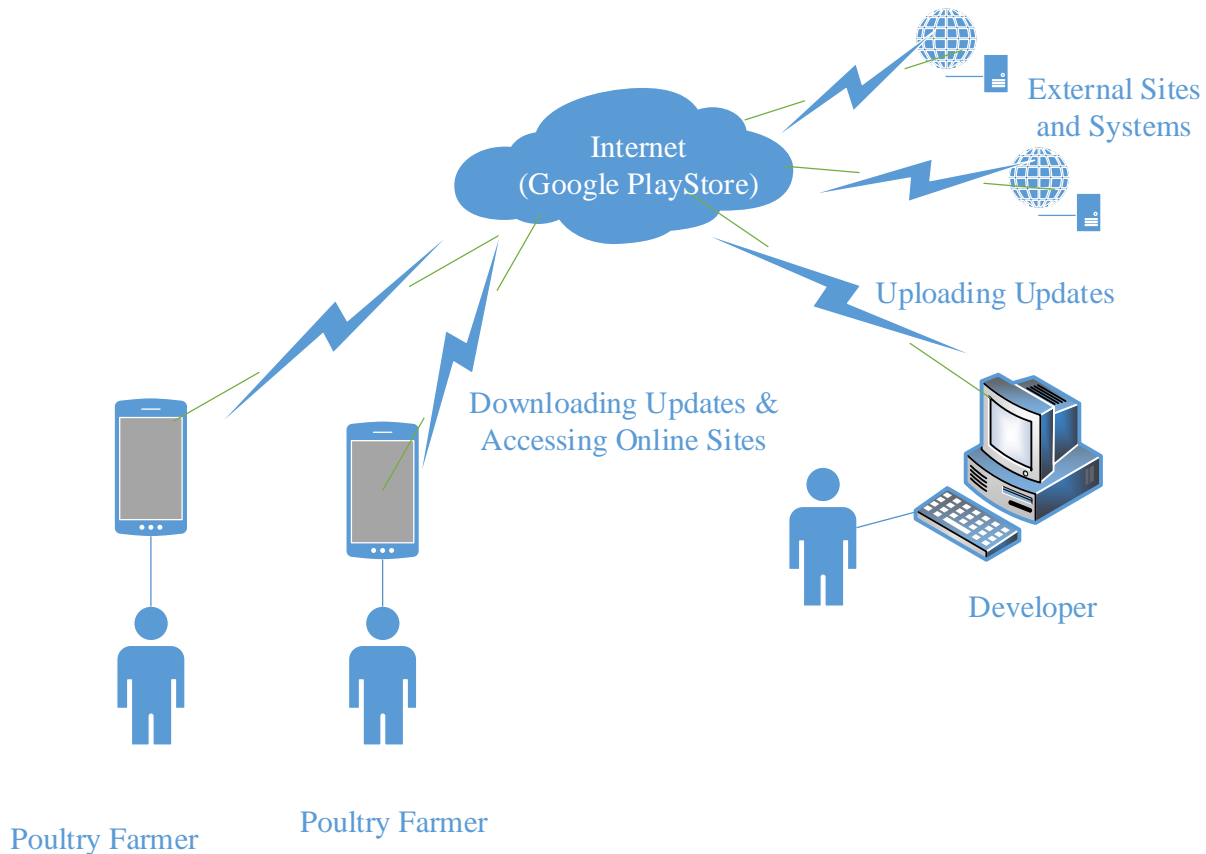 Internet
(Google PlayStore)
External Sites
and Systems
Uploading Updates
Downloading Updates &
Accessing Online Sites
Developer
Poultry Farmer
Poultry Farmer